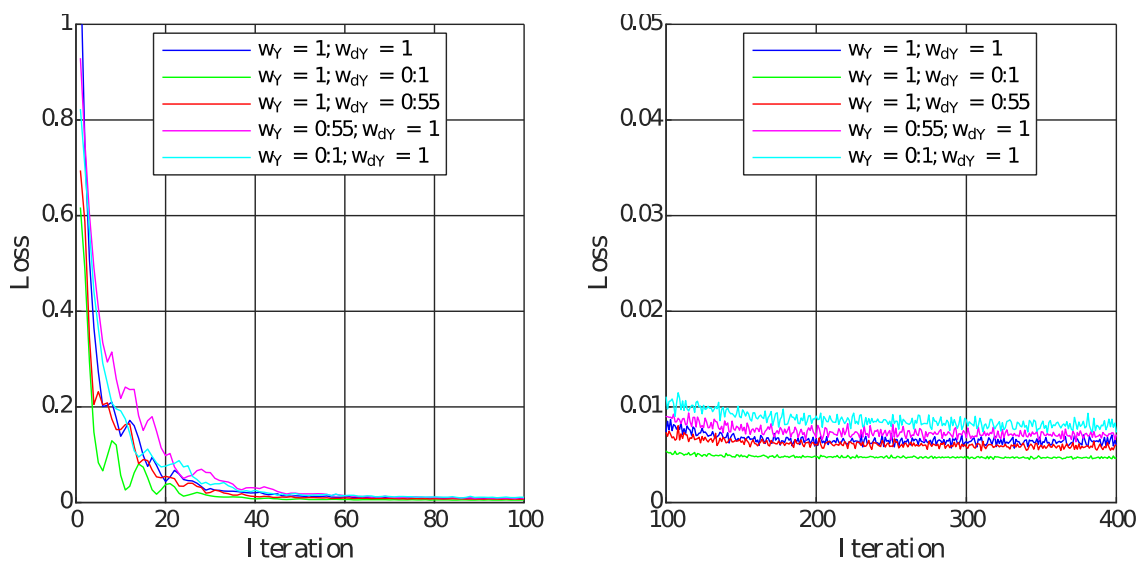 1
0.8
0.6
0.4
0.2
0
0 20 40 60 80 100
Loss
Iteration
w_Y = 1; w_dY = 1
w_Y = 1; w_dY = 0:1
w_Y = 1; w_dY = 0:55
w_Y = 0:55; w_dY = 1
w_Y = 0:1; w_dY = 1
0.05
0.04
0.03
0.02
0.01
0
100 200 300 400
Loss
Iteration
w_Y = 1; w_dY = 1
w_Y = 1; w_dY = 0:1
w_Y = 1; w_dY = 0:55
w_Y = 0:55; w_dY = 1
w_Y = 0:1; w_dY = 1